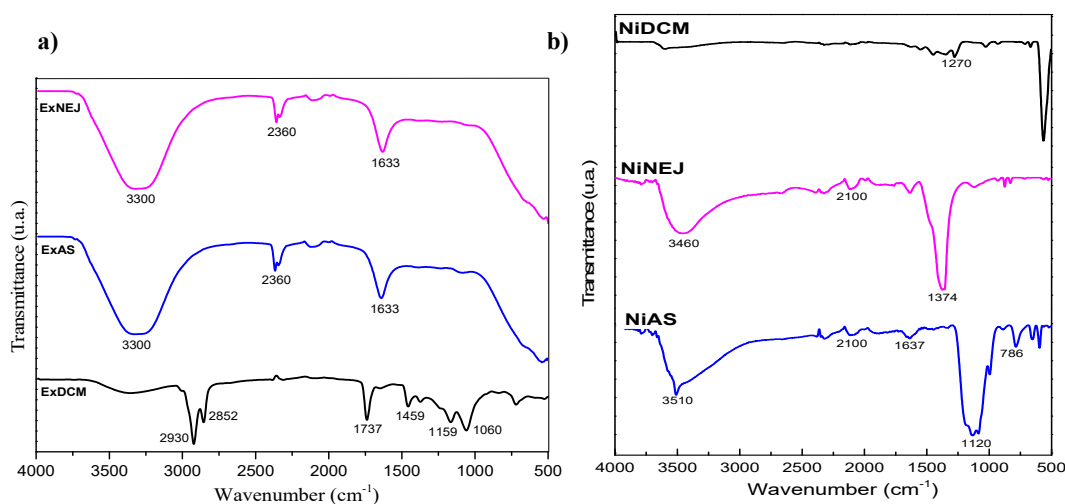 a)
ExNEJ
2360
1633
3300
ExAS
2360
1633
3300
ExDCM
2930
2852
1737
1459
1159
1060
4000 3500 3000 2500 2000 1500 1000 500
Wavenumber (cm⁻¹)
Transmittance (u.a.)
b)
NiDCM
1270
NiNEJ
3460
2100
1374
NiAS
3510
2100
1637
786
1120
4000 3500 3000 2500 2000 1500 1000 500
Wavenumber (cm⁻¹)
Transmittance (u.a.)